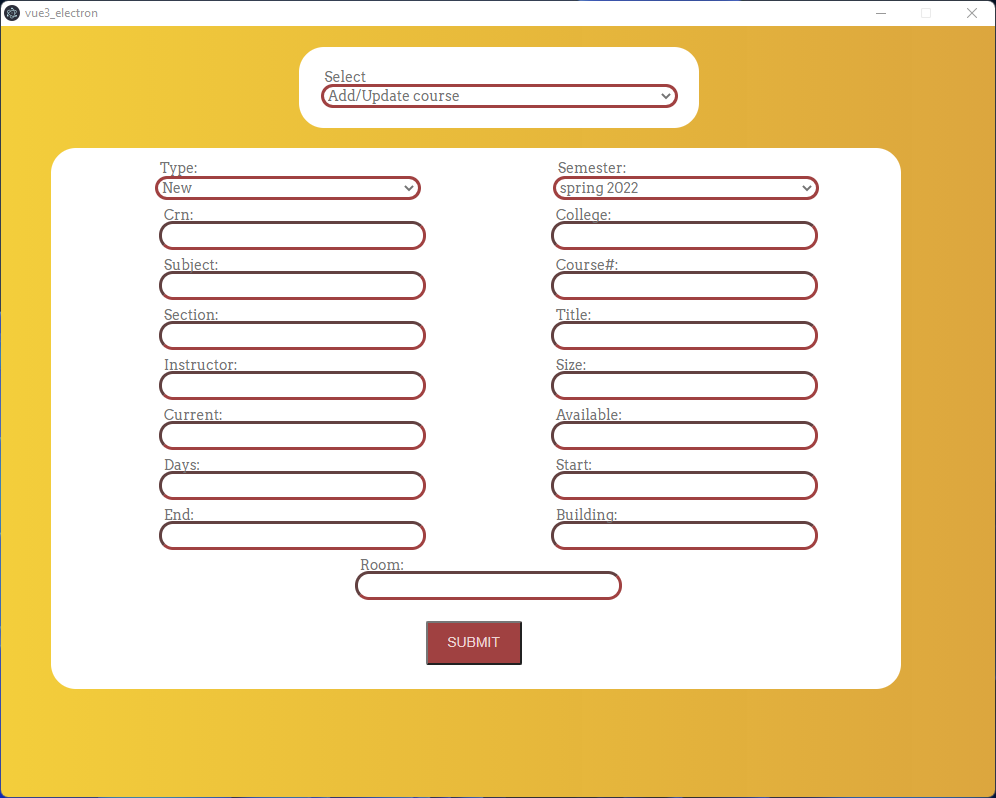 vue3_electron
Select
Add/Update course
Type: Semester:
New spring 2022
Crn: College:
Subject: Course#:
Section: Title:
Instructor: Size:
Current: Available:
Days: Start:
End: Building:
Room:
SUBMIT